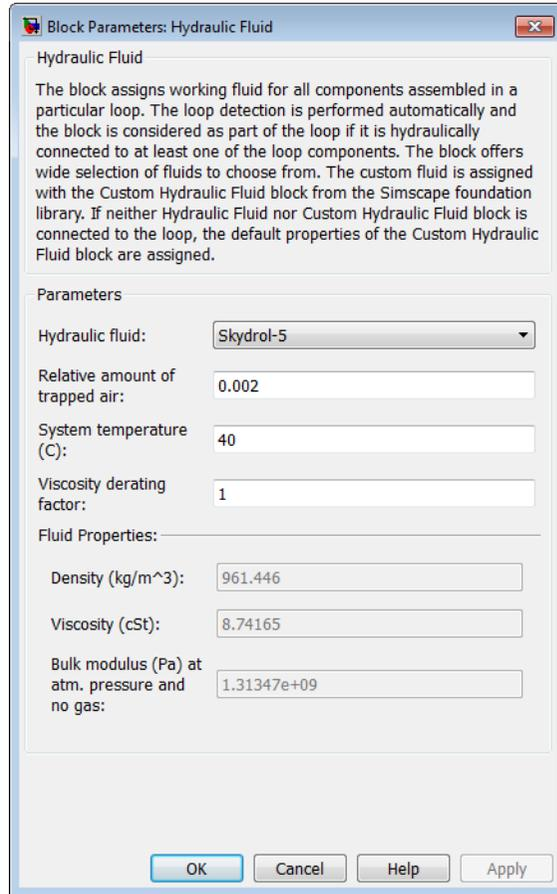 Block Parameters: Hydraulic Fluid
Hydraulic Fluid
The block assigns working fluid for all components assembled in a
particular loop. The loop detection is performed automatically and
the block is considered as part of the loop if it is hydraulically
connected to at least one of the loop components. The block offers
wide selection of fluids to choose from. The custom fluid is assigned
with the Custom Hydraulic Fluid block from the Simscape foundation
library. If neither Hydraulic Fluid nor Custom Hydraulic Fluid block is
connected to the loop, the default properties of the Custom Hydraulic
Fluid block are assigned.
Parameters
Hydraulic fluid: Skydrol-5
Relative amount of
trapped air: 0.002
System temperature
(C): 40
Viscosity derating
factor: 1
Fluid Properties:
Density (kg/m^3): 961.446
Viscosity (cSt): 8.74165
Bulk modulus (Pa) at
atm. pressure and
no gas: 1.31347e+09
OK Cancel Help Apply